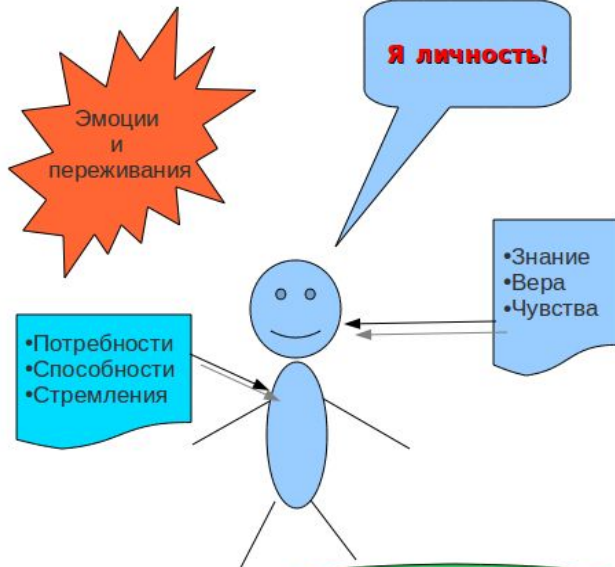 Эмоции
и
переживания
Я личность!
•Знание
•Вера
•Чувства
•Потребности
•Способности
•Стремления